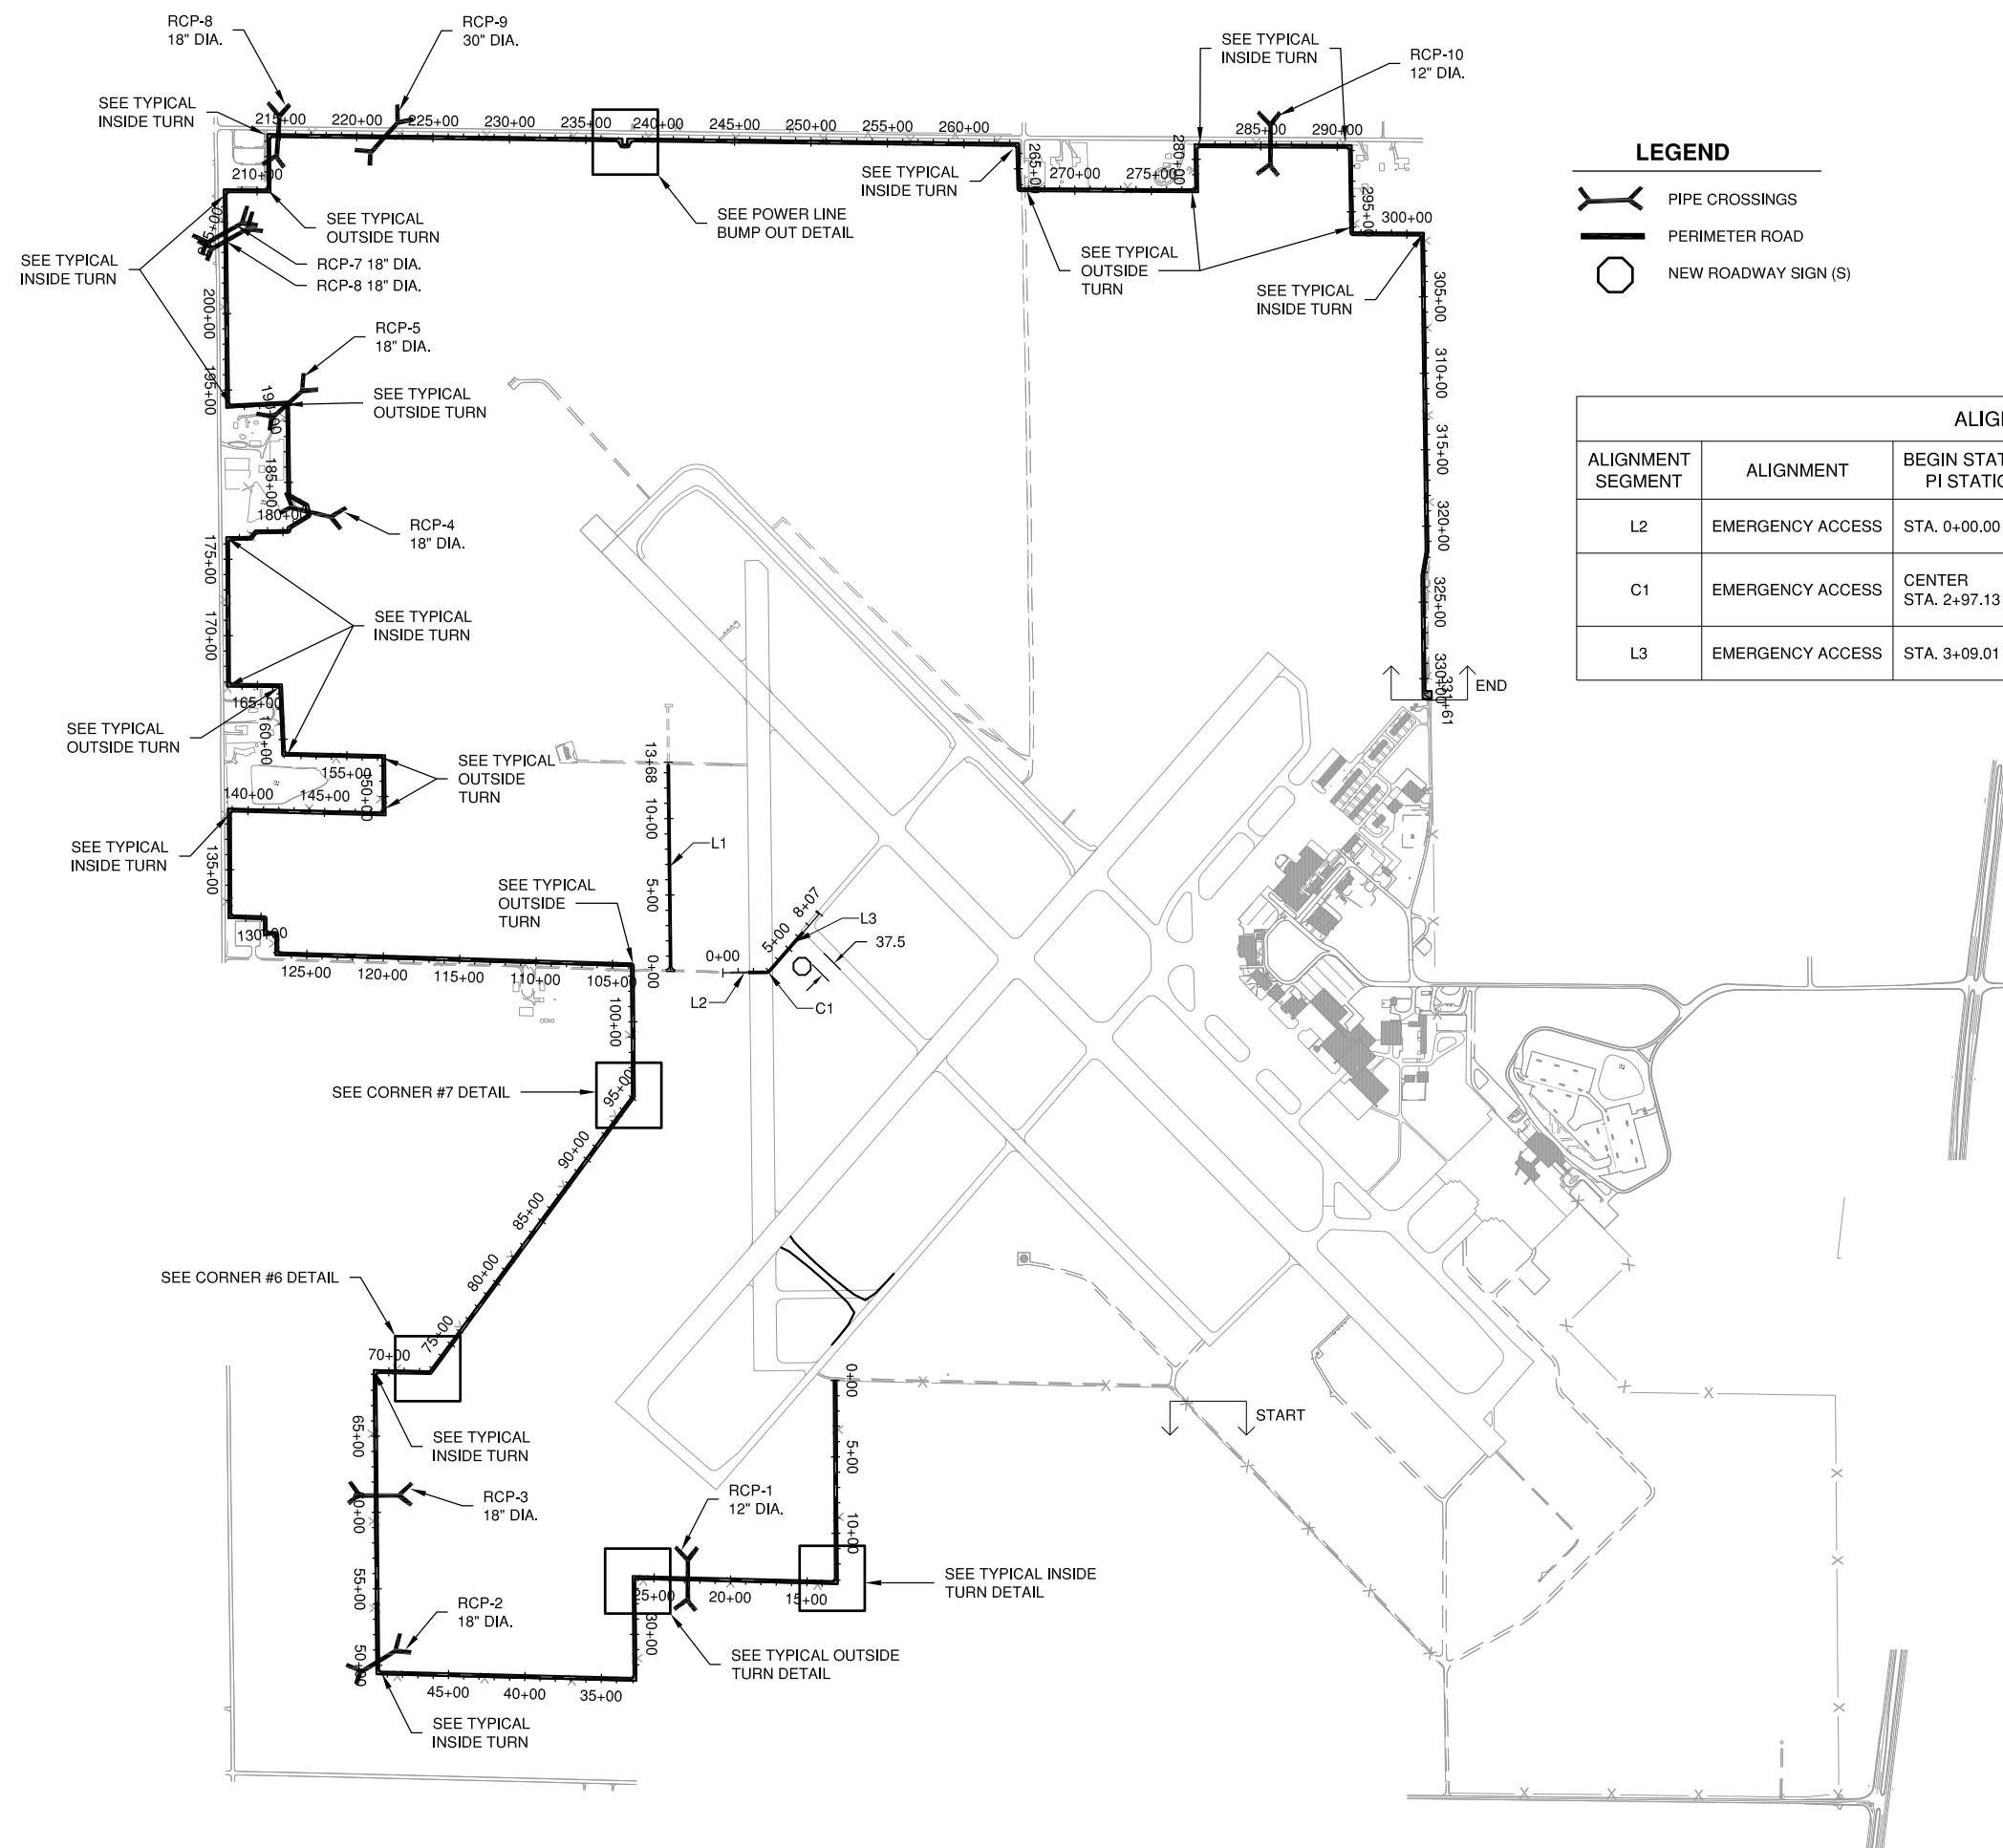 RCP-8
18" DIA.
RCP-9
30" DIA.
SEE TYPICAL
INSIDE TURN
RCP-10
12" DIA.
SEE TYPICAL
INSIDE TURN
215+00
220+00
225+00
230+00
235+00
240+00
245+00
250+00
255+00
260+00
265+00
270+00
275+00
280+00
285+00
290+00
295+00
300+00
210+00
SEE TYPICAL
INSIDE TURN
SEE TYPICAL
OUTSIDE TURN
SEE POWER LINE
BUMP OUT DETAIL
SEE TYPICAL
OUTSIDE
TURN
SEE TYPICAL
INSIDE TURN
LEGEND
PIPE CROSSINGS
PERIMETER ROAD
NEW ROADWAY SIGN (S)
SEE TYPICAL
INSIDE TURN
RCP-7 18" DIA.
RCP-8 18" DIA.
RCP-5
18" DIA.
SEE TYPICAL
OUTSIDE TURN
200+00
195+00
190+00
185+00
180+00
175+00
170+00
165+00
160+00
155+00
150+00
145+00
140+00
135+00
130+00
RCP-4
18" DIA.
SEE TYPICAL
INSIDE TURN
SEE TYPICAL
OUTSIDE TURN
SEE TYPICAL
OUTSIDE
TURN
SEE TYPICAL
INSIDE TURN
305+00
310+00
315+00
320+00
325+00
330+00
331+61
END
ALIGNMENT
SEGMENT
ALIGNMENT
L2
EMERGENCY ACCESS
STA. 0+00.00
C1
EMERGENCY ACCESS
CENTER
STA. 2+97.13
L3
EMERGENCY ACCESS
STA. 3+09.01
13+68
10+00
5+00
0+00
L1
SEE TYPICAL
OUTSIDE
TURN
0+00
5+00
8+07
L3
37.5
L2
C1
125+00
120+00
115+00
110+00
105+00
100+00
95+00
90+00
85+00
80+00
75+00
70+00
SEE CORNER #7 DETAIL
SEE CORNER #6 DETAIL
65+00
55+00
50+00
45+00
40+00
35+00
30+00
25+00
20+00
15+00
10+00
5+00
0+00
SEE TYPICAL
INSIDE TURN
RCP-3
18" DIA.
RCP-1
12" DIA.
RCP-2
18" DIA.
SEE TYPICAL INSIDE
TURN DETAIL
SEE TYPICAL OUTSIDE
TURN DETAIL
SEE TYPICAL
INSIDE TURN
START